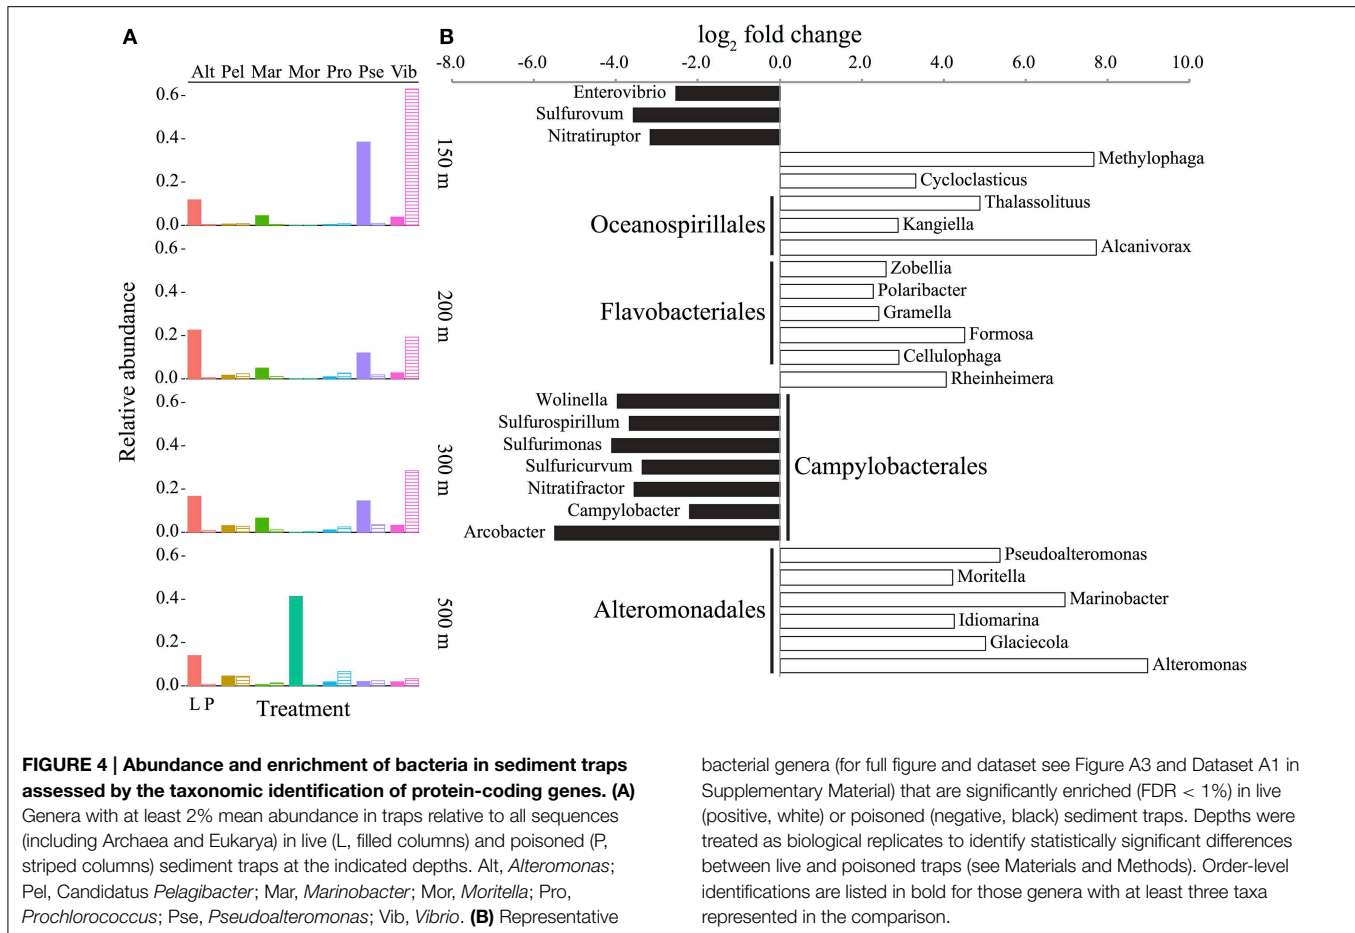 A
Alt Pel Mar Mor Pro Pse Vib
Relative abundance
0.6
0.4
0.2
0.0
150 m
0.6
0.4
0.2
0.0
200 m
0.6
0.4
0.2
0.0
300 m
0.6
0.4
0.2
0.0
500 m
L P
Treatment
B
log2 fold change
-8.0 -6.0 -4.0 -2.0 0.0 2.0 4.0 6.0 8.0 10.0
Enterovibrio
Sulfurovum
Nitratiruptor
Methylophaga
Cycloclasticus
Oceanospirillales
Thalassolituus
Kangiella
Alcanivorax
Flavobacteriales
Zobellia
Polaribacter
Gramella
Formosa
Cellulophaga
Rheinheimera
Campylobacterales
Wolinella
Sulfurospirillum
Sulfurimonas
Sulfuricurvum
Nitratifractor
Campylobacter
Arcobacter
Alteromonadales
Pseudoalteromonas
Moritella
Marinobacter
Idiomarina
Glaciecola
Alteromonas
FIGURE 4 | Abundance and enrichment of bacteria in sediment traps
assessed by the taxonomic identification of protein-coding genes. (A)
Genera with at least 2% mean abundance in traps relative to all sequences
(including Archaea and Eukarya) in live (L, filled columns) and poisoned (P,
striped columns) sediment traps at the indicated depths. Alt, Alteromonas;
Pel, Candidatus Pelagibacter; Mar, Marinobacter; Mor, Moritella; Pro,
Prochlorococcus; Pse, Pseudoalteromonas; Vib, Vibrio. (B) Representative
bacterial genera (for full figure and dataset see Figure A3 and Dataset A1 in
Supplementary Material) that are significantly enriched (FDR < 1%) in live
(positive, white) or poisoned (negative, black) sediment traps. Depths were
treated as biological replicates to identify statistically significant differences
between live and poisoned traps (see Materials and Methods). Order-level
identifications are listed in bold for those genera with at least three taxa
represented in the comparison.